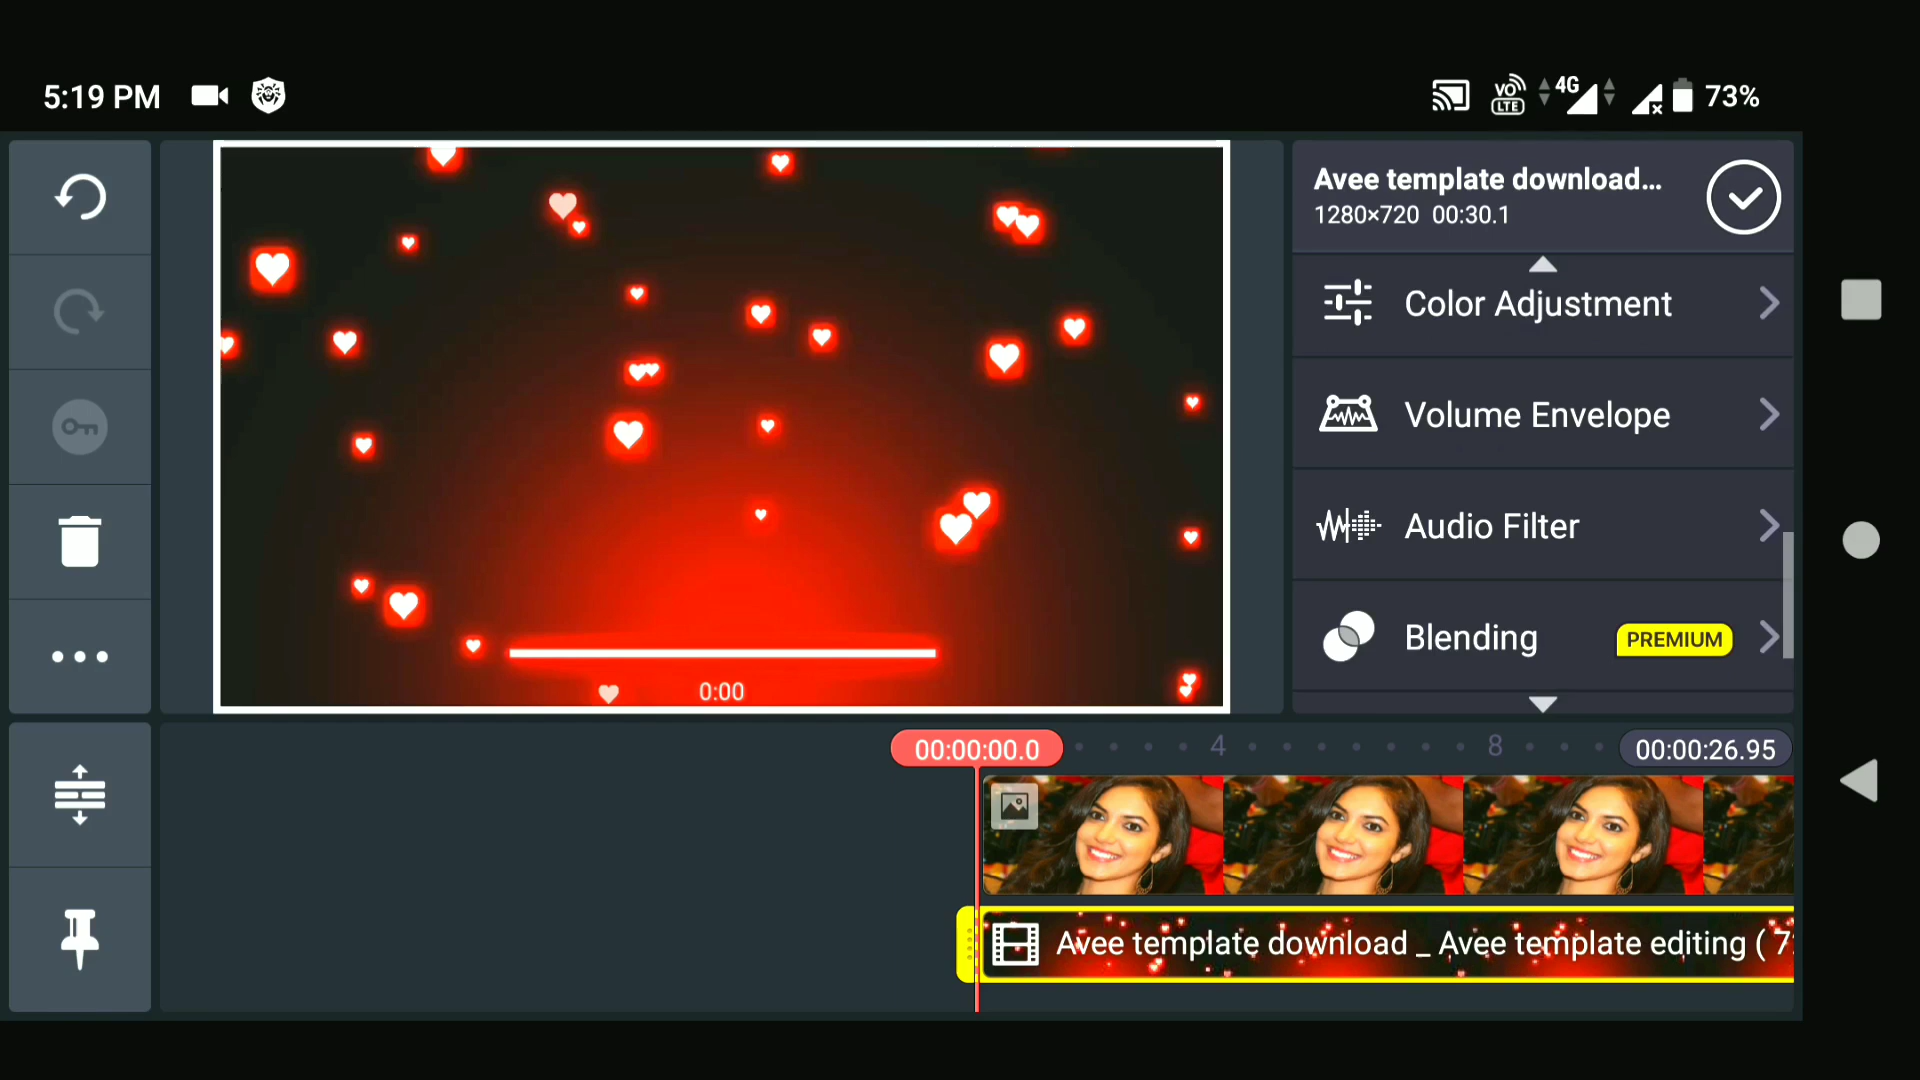 5:19 PM
VO LTE 4G 73%
Avee template download...
1280×720 00:30.1
Color Adjustment
Volume Envelope
Audio Filter
Blending PREMIUM
0:00
00:00:00.0 4 8 00:00:26.95
Avee template download _ Avee template editing ( 7